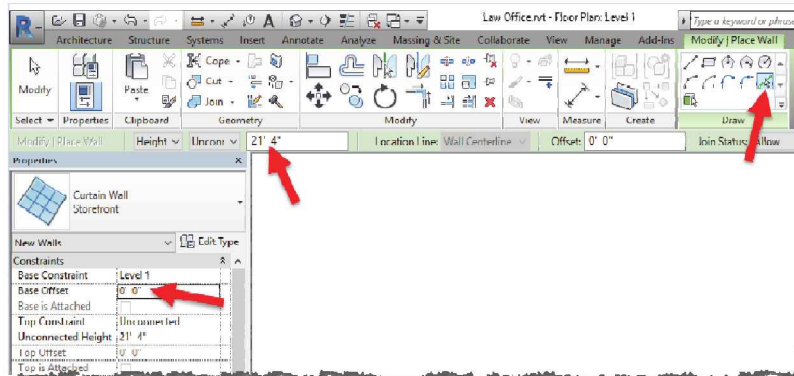 Law Office.rvt - Floor Plan: Level 1
Type a keyword or phrase
Architecture Structure Systems Insert Annotate Analyze Massing & Site Collaborate View Manage Add-Ins Modify | Place Wall
Modify
Paste
Cope
Cut
Join
Select Properties Clipboard Geometry Modify View Measure Create Draw
Modify | Place Wall Height Unconn 21' 4" Location Line: Wall Centerline Offset: 0' 0" Join Status: Allow
Properties
Curtain Wall
Storefront
New Walls Edit Type
Constraints
Base Constraint Level 1
Base Offset 0' 0"
Base is Attached
Top Constraint Unconnected
Unconnected Height 21' 4"
Top Offset 0' 0"
Top is Attached